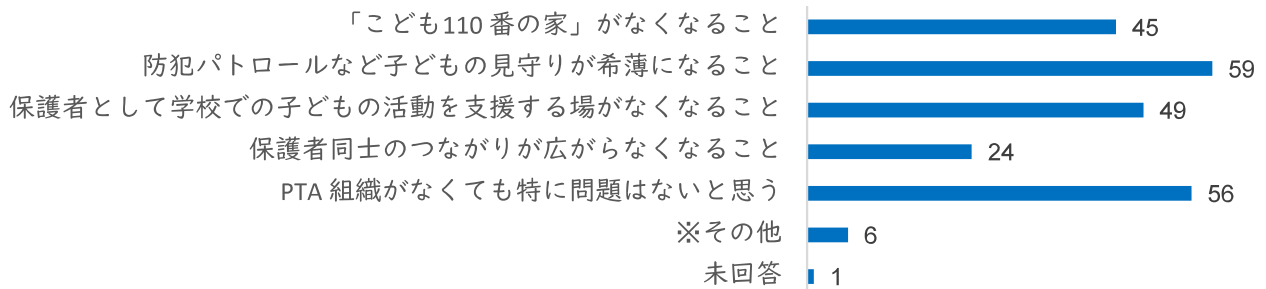 「こども110番の家」がなくなること 45
防犯パトロールなど子どもの見守りが希薄になること 59
保護者として学校での子どもの活動を支援する場がなくなること 49
保護者同士のつながりが広がらなくなること 24
PTA組織がなくても特に問題はないと思う 56
※その他 6
未回答 1